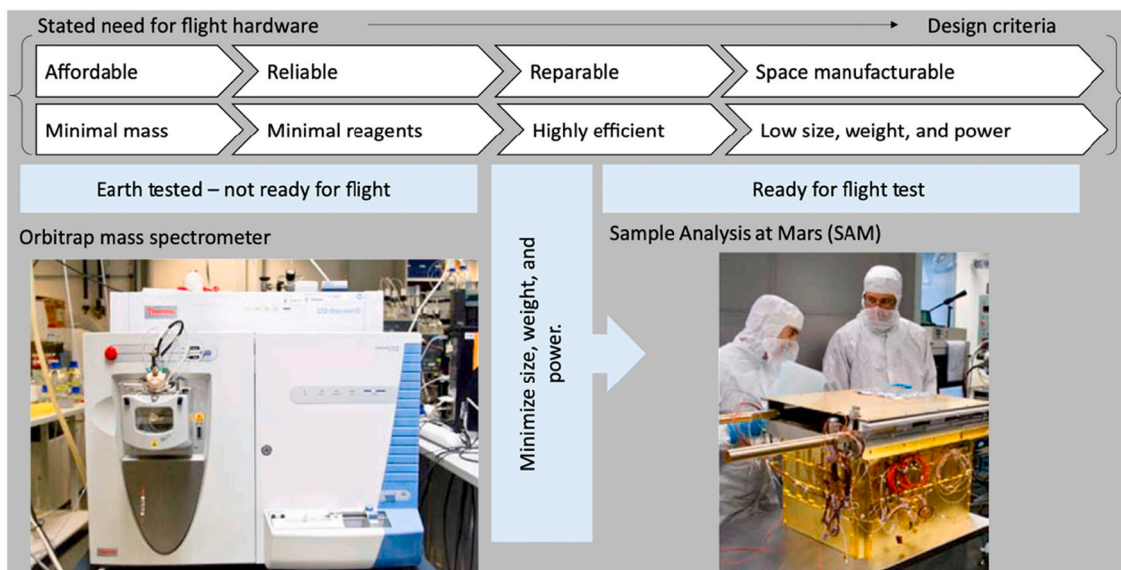 Stated need for flight hardware
Design criteria
Affordable
Reliable
Reparable
Space manufacturable
Minimal mass
Minimal reagents
Highly efficient
Low size, weight, and power
Earth tested – not ready for flight
Ready for flight test
Orbitrap mass spectrometer
Sample Analysis at Mars (SAM)
Minimize size, weight, and
power.
Thermo